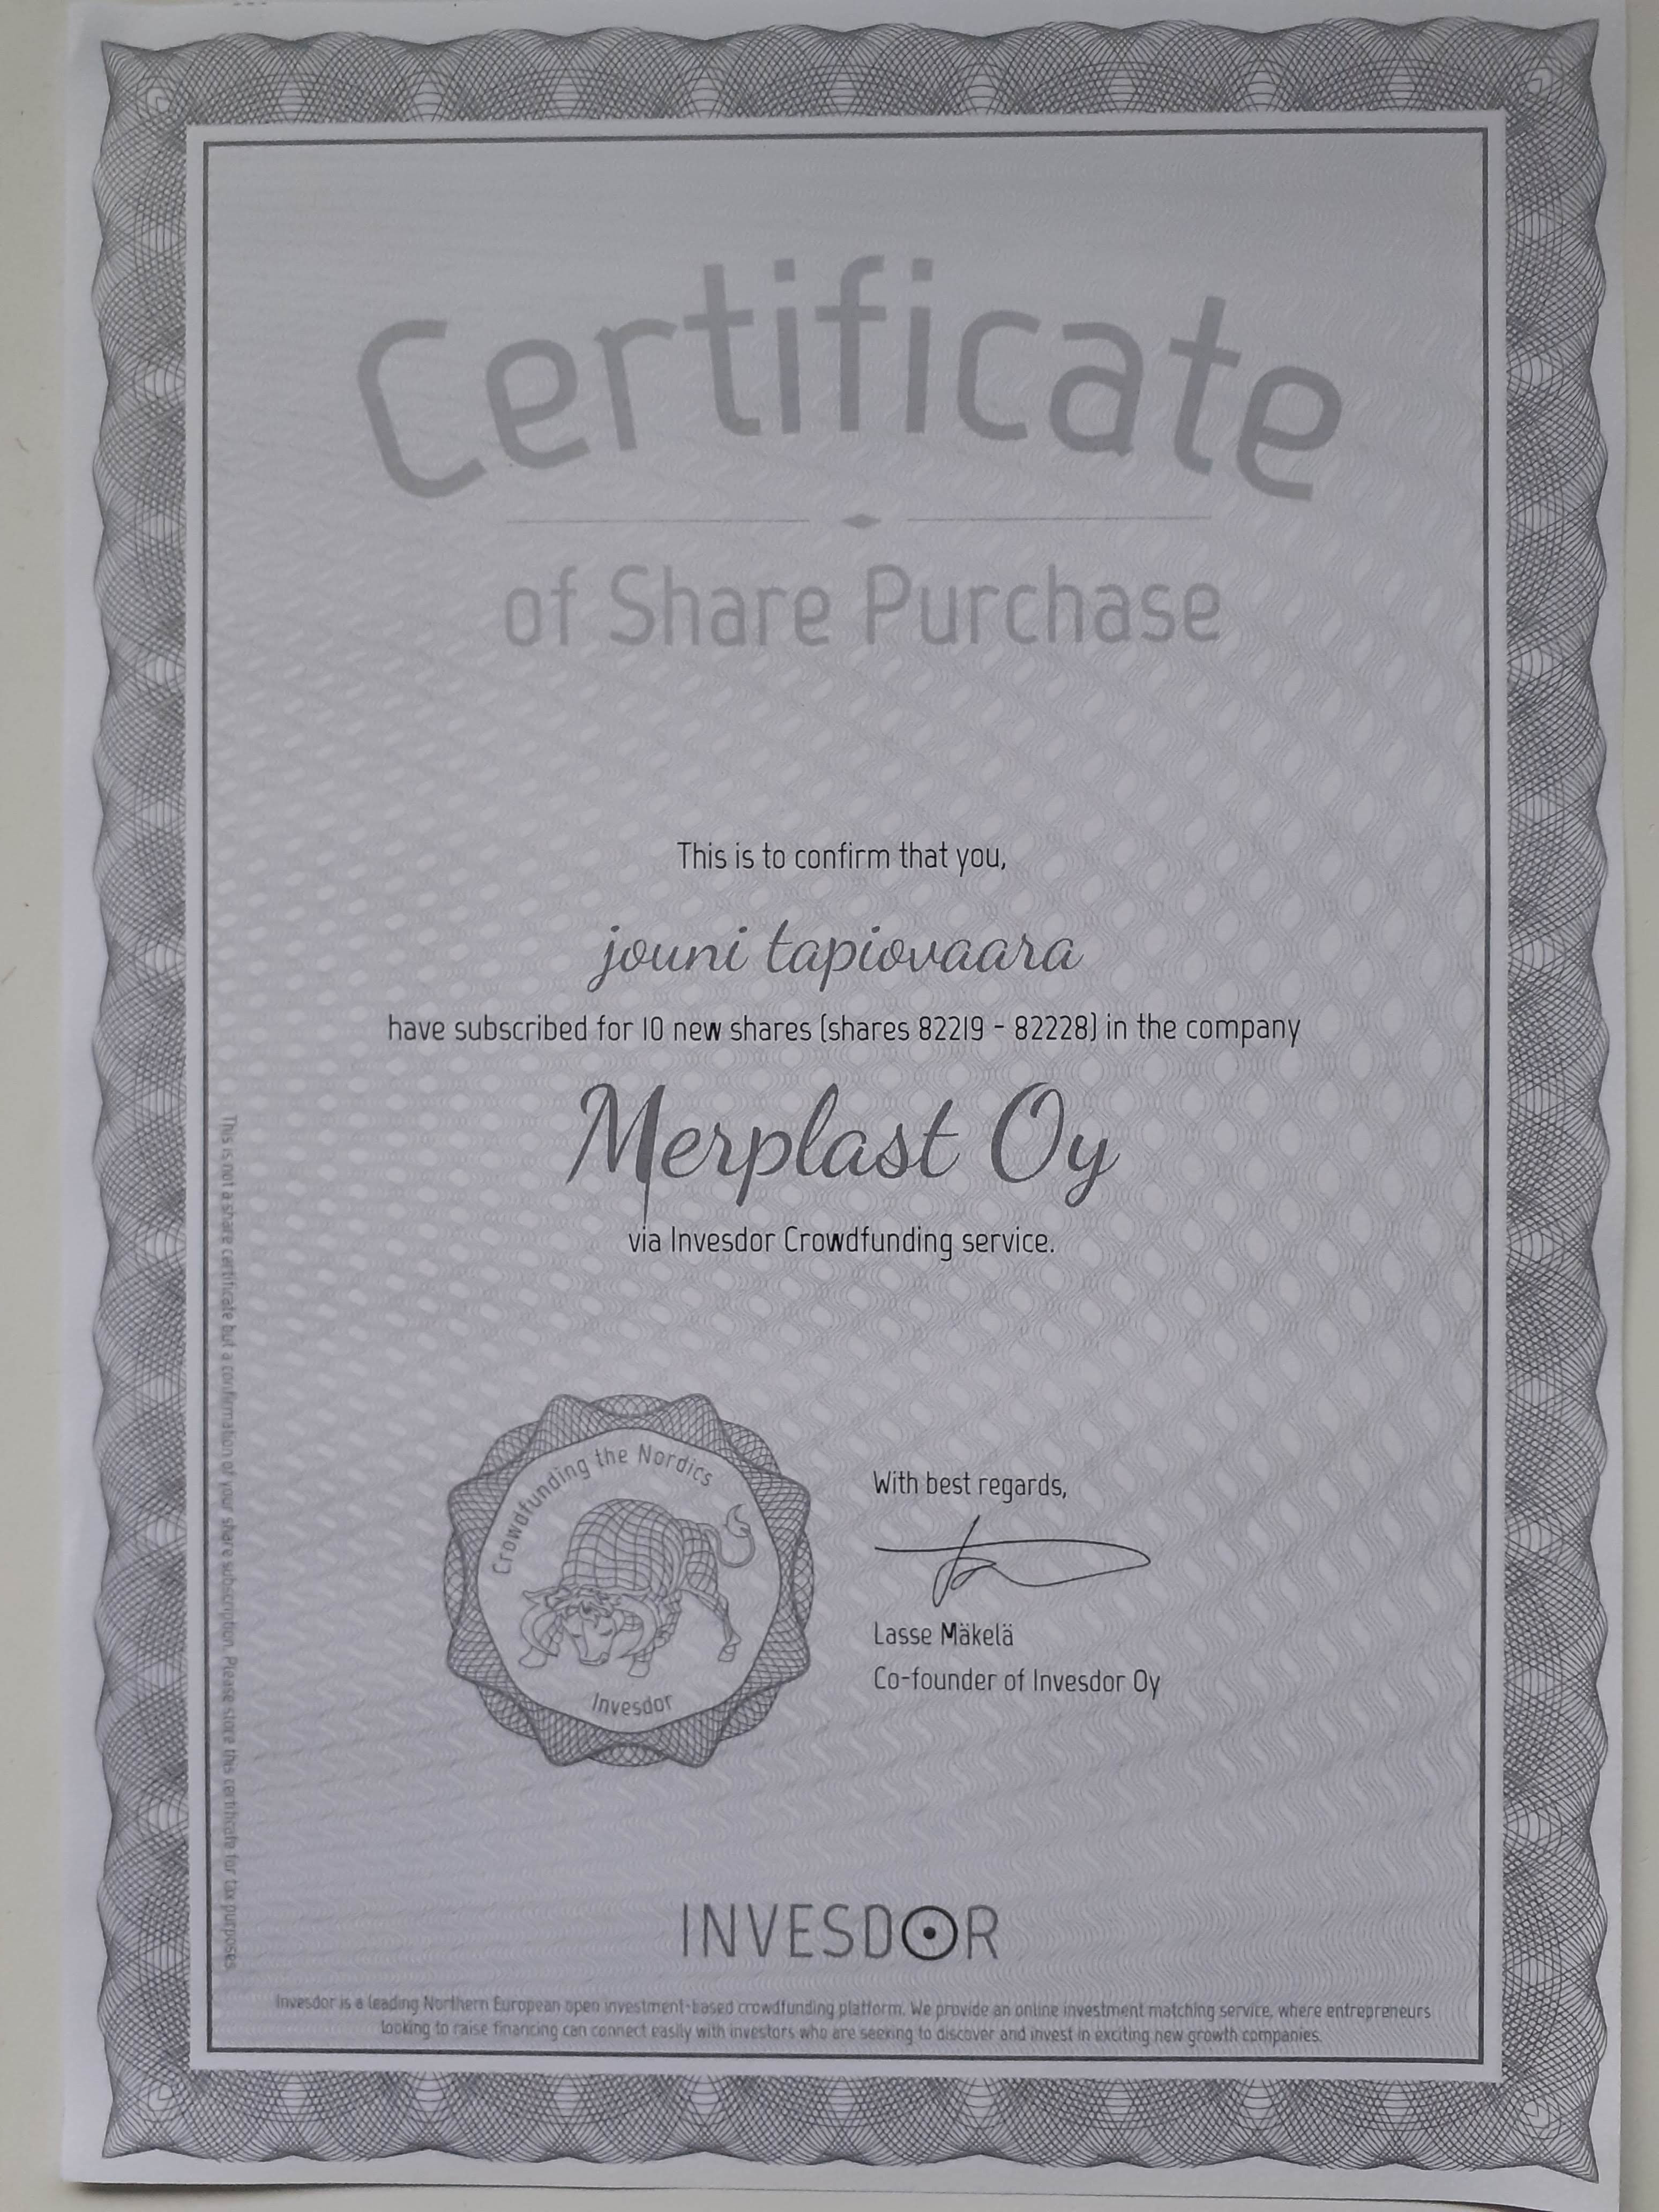 Certificate
of Share Purchase
This is to confirm that you,
jouni tapiovaara
have subscribed for 10 new shares (shares 82219 - 82228) in the company
Merplast Oy
via Invesdor Crowdfunding service.
This is not a share certificate but a confirmation of your share subscription. Please store this certificate for tax purposes.
Crowdfunding the Nordics
Invesdor
With best regards,
Lasse Mäkelä
Co-founder of Invesdor Oy
INVESDOR
Invesdor is a leading Northern European open investment-based crowdfunding platform. We provide an online investment matching service, where entrepreneurs
looking to raise financing can connect easily with investors who are seeking to discover and invest in exciting new growth companies.